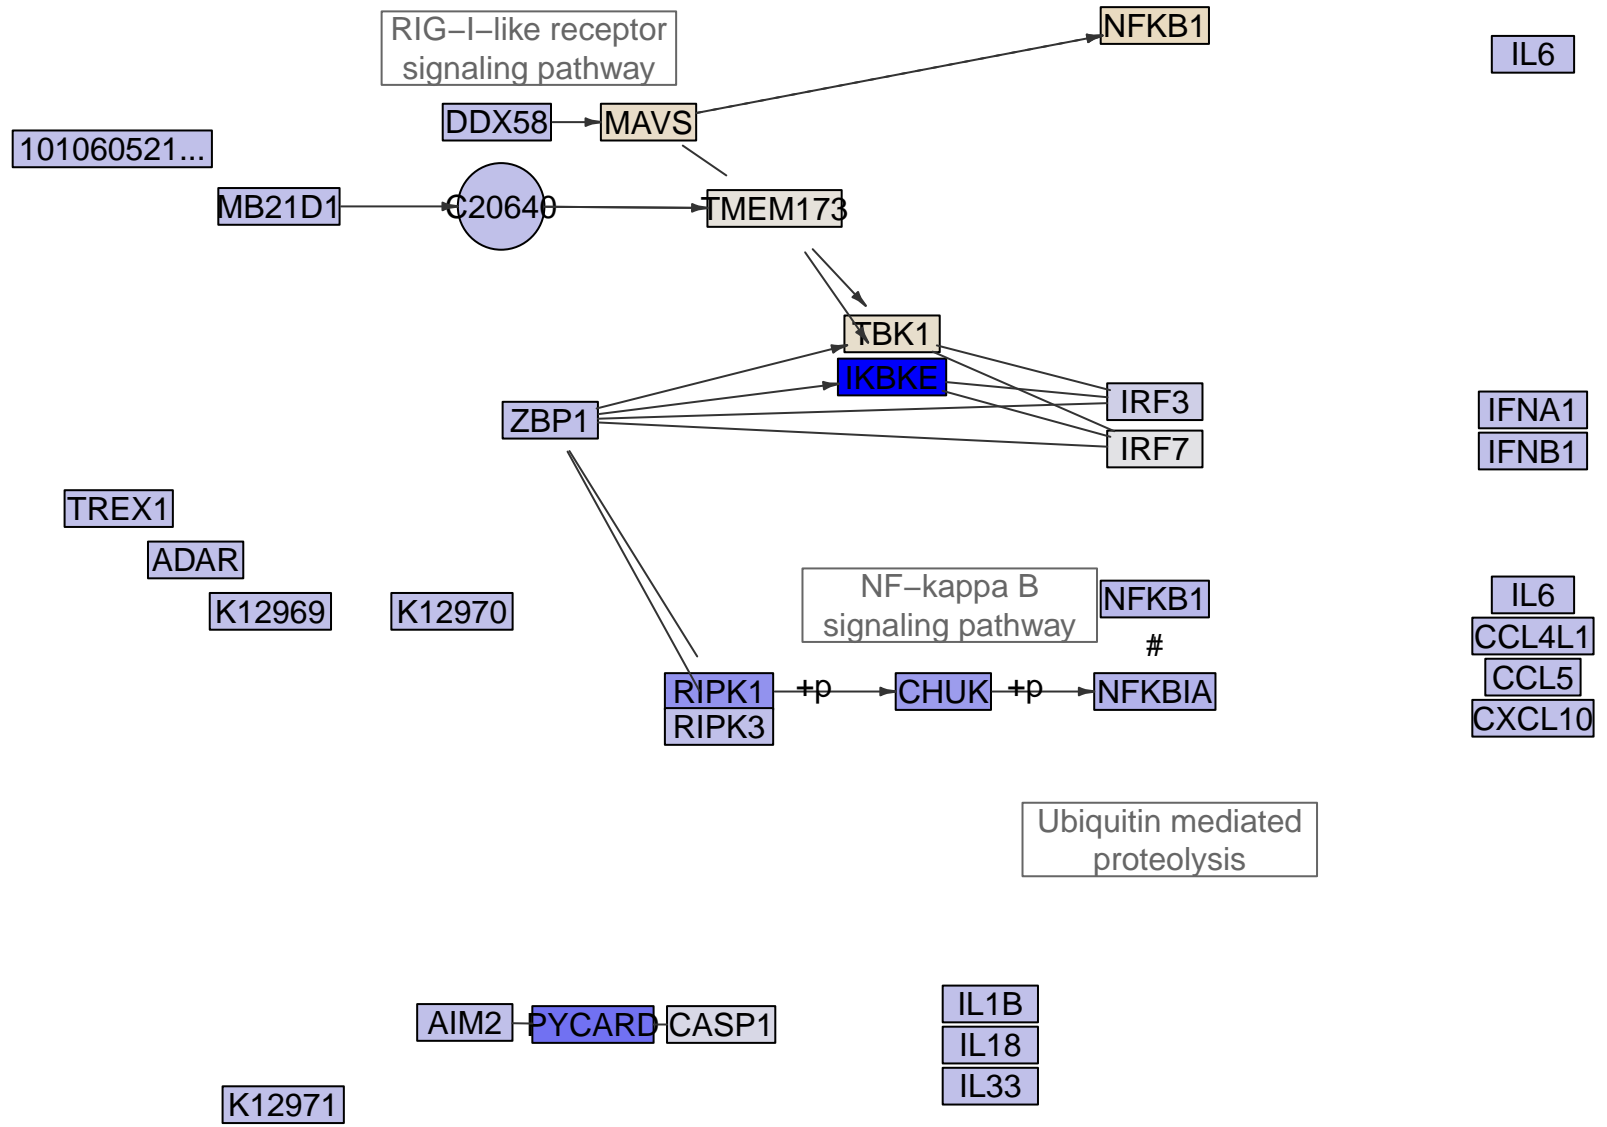 RIG−I−like receptor
signaling pathway
NFKB1
IL6
DDX58
MAVS
101060521...
MB21D1
C20640
TMEM173
TBK1
IKBKE
ZBP1
IRF3
IRF7
IFNA1
IFNB1
TREX1
ADAR
K12969
K12970
NF−kappa B
signaling pathway
NFKB1
#
IL6
CCL4L1
CCL5
CXCL10
RIPK1
+p
CHUK
+p
NFKBIA
RIPK3
Ubiquitin mediated
proteolysis
AIM2
PYCARD
CASP1
IL1B
IL18
IL33
K12971